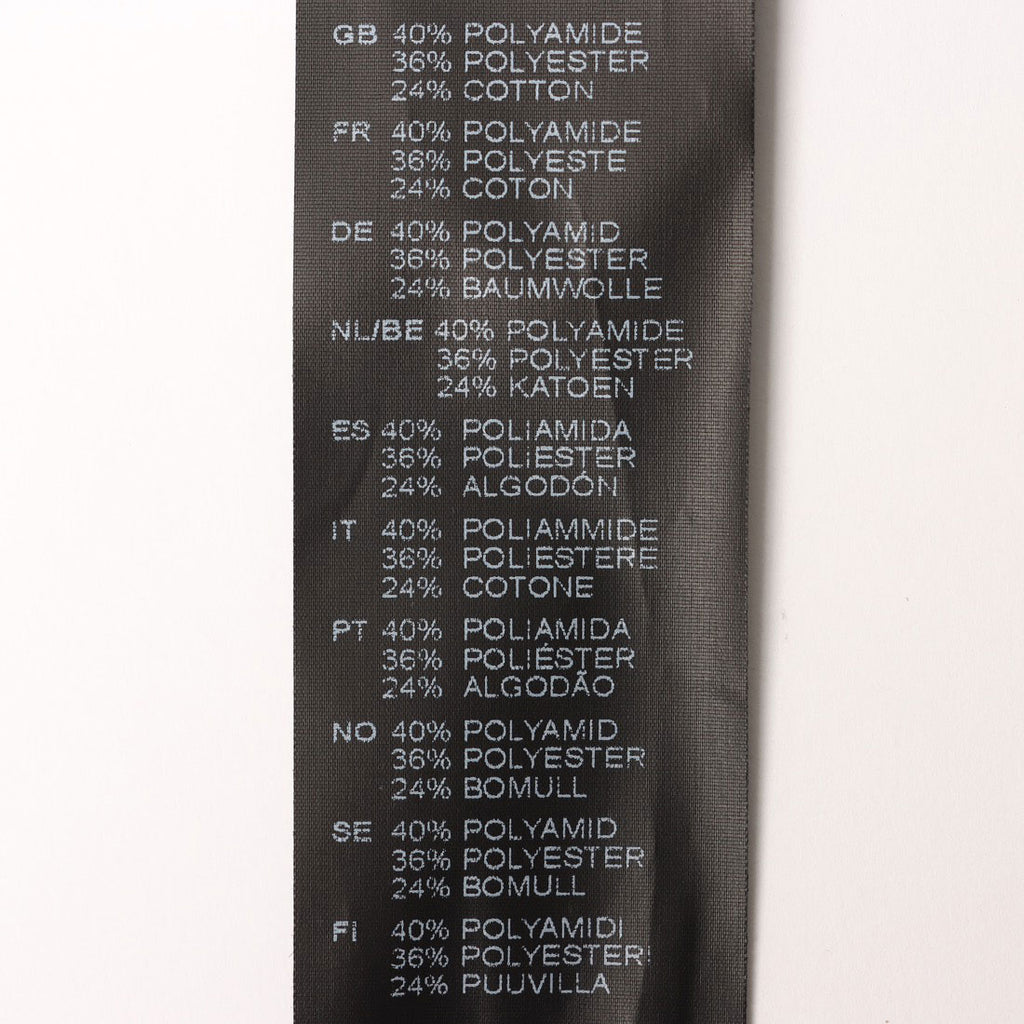 GB 40% POLYAMIDE
36% POLYESTER
24% COTTON
FR 40% POLYAMIDE
36% POLYESTE
24% COTON
DE 40% POLYAMID
36% POLYESTER
24% BAUMWOLLE
NL/BE 40% POLYAMIDE
36% POLYESTER
24% KATOEN
ES 40% POLIAMIDA
36% POLIESTER
24% ALGODÓN
IT 40% POLIAMMIDE
36% POLIESTERE
24% COTONE
PT 40% POLIAMIDA
36% POLIÉSTER
24% ALGODÃO
NO 40% POLYAMID
36% POLYESTER
24% BOMULL
SE 40% POLYAMID
36% POLYESTER
24% BOMULL
FI 40% POLYAMIDI
36% POLYESTERI
24% PUUVILLA